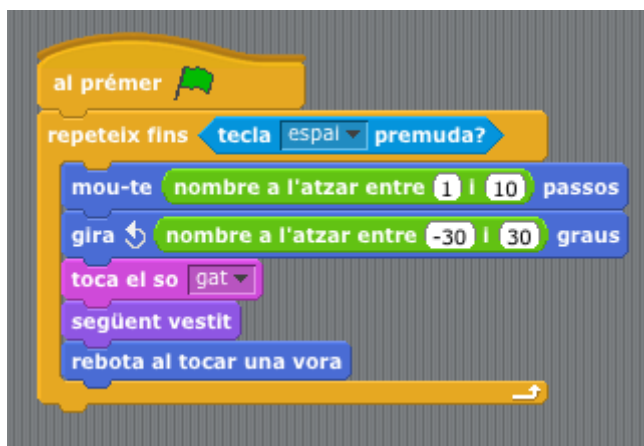 al prémer
repeteix fins tecla espai premuda?
mou-te nombre a l'atzar entre 1 i 10 passos
gira nombre a l'atzar entre -30 i 30 graus
toca el so gat
següent vestit
rebota al tocar una vora